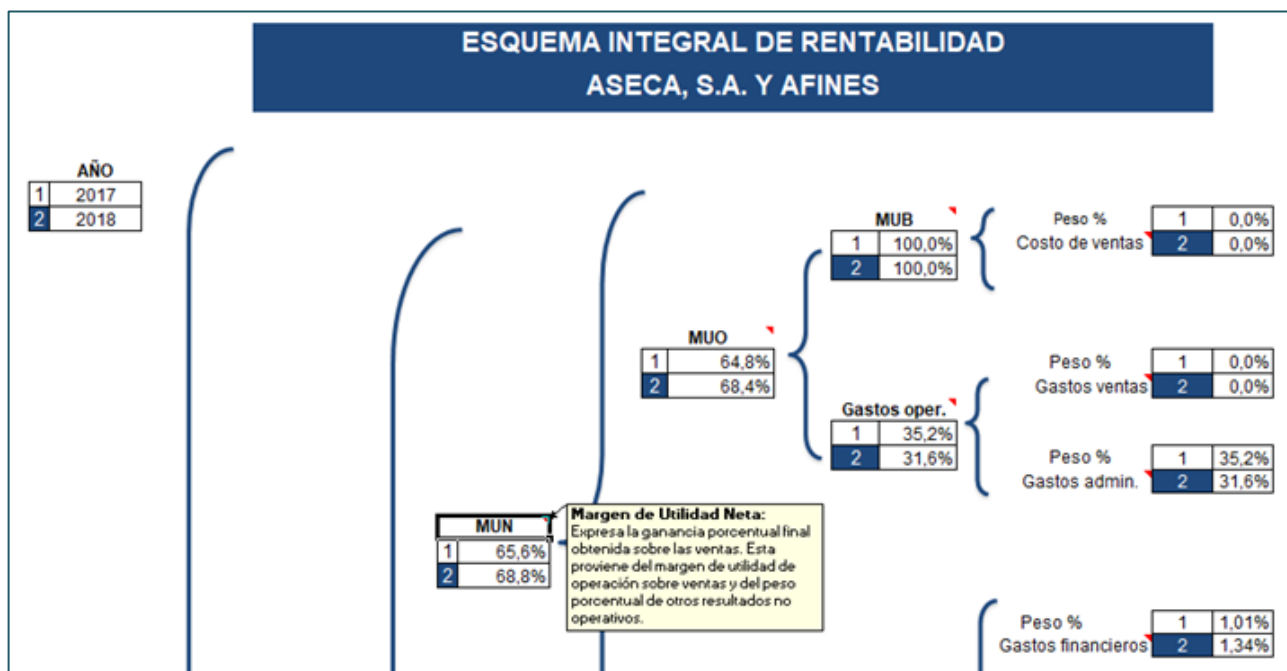 ESQUEMA INTEGRAL DE RENTABILIDAD
ASECA, S.A. Y AFINES
AÑO
1 2017
2 2018
MUB
1 100,0%
2 100,0%
Peso % 1 0,0%
Costo de ventas 2 0,0%
MUO
1 64,8%
2 68,4%
Peso % 1 0,0%
Gastos ventas 2 0,0%
Gastos oper.
1 35,2%
2 31,6%
Peso % 1 35,2%
Gastos admin. 2 31,6%
MUN
1 65,6%
2 68,8%
Margen de Utilidad Neta:
Expresa la ganancia porcentual final
obtenida sobre las ventas. Esta
proviene del margen de utilidad de
operación sobre ventas y del peso
porcentual de otros resultados no
operativos.
Peso % 1 1,01%
Gastos financieros 2 1,34%